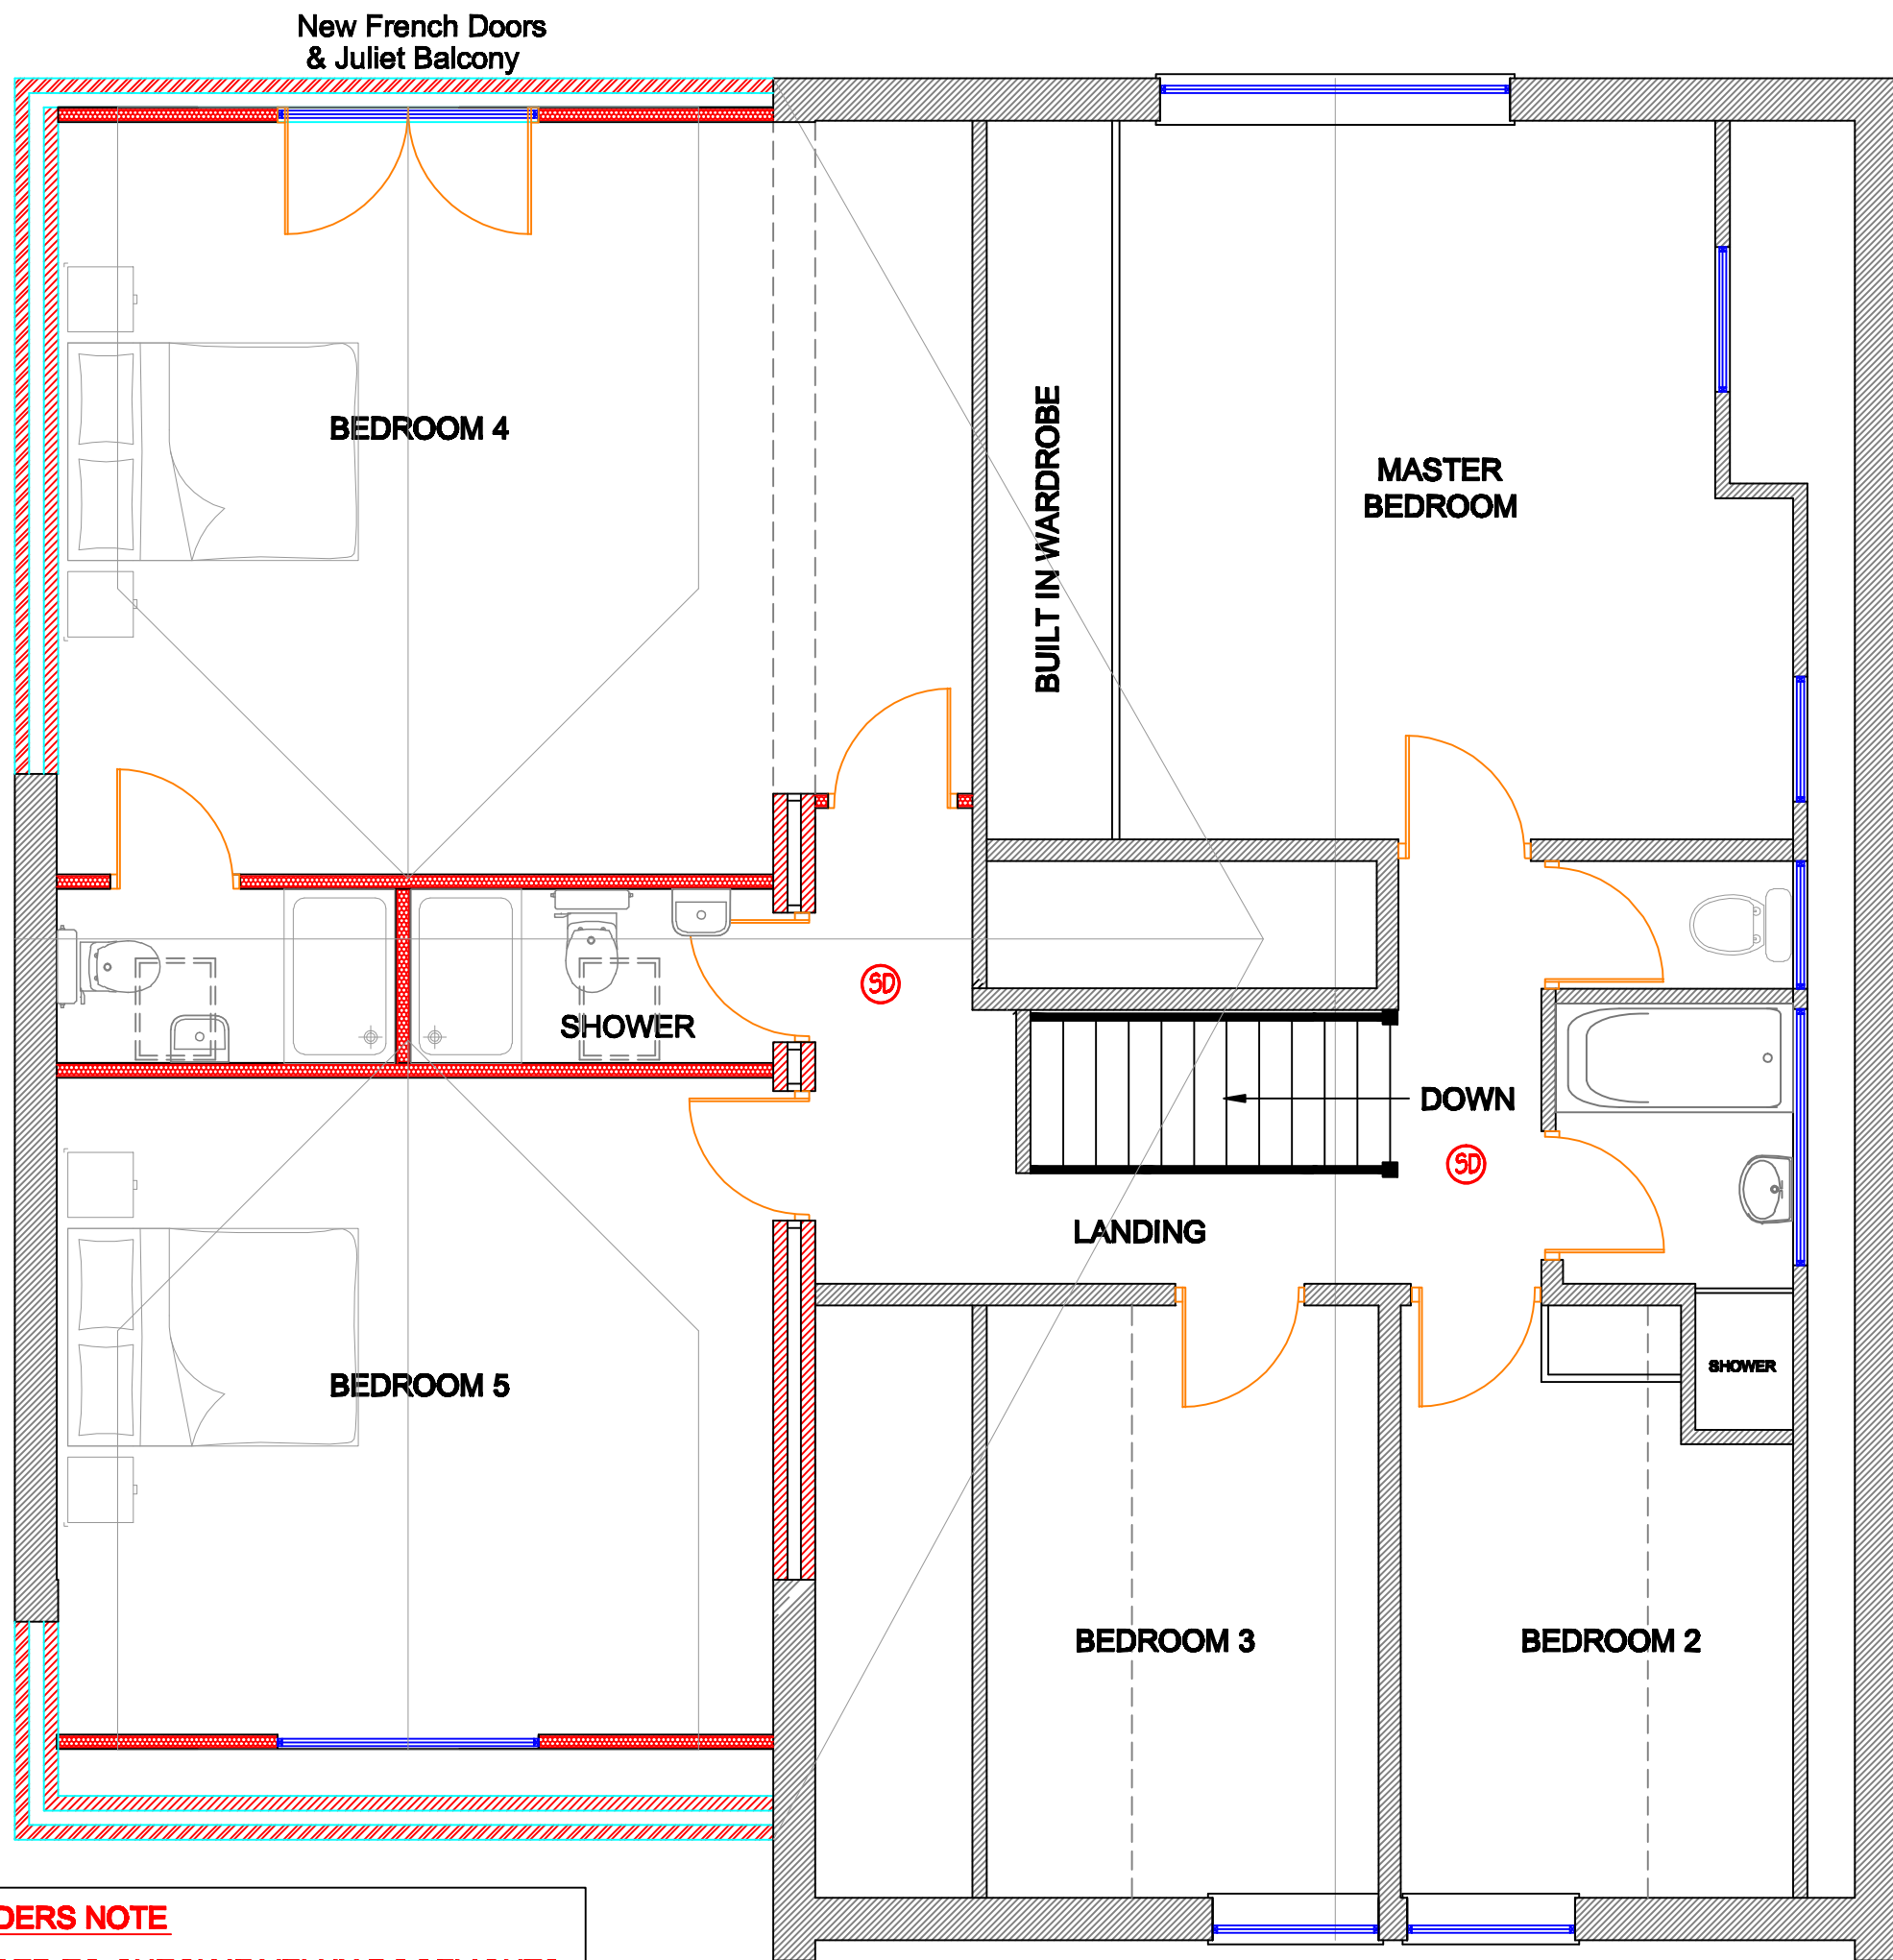 New French Doors
& Juliet Balcony
BEDROOM 4
BUILT IN WARDROBE
MASTER
BEDROOM
SD
SHOWER
DOWN
SD
LANDING
SHOWER
BEDROOM 5
BEDROOM 3
BEDROOM 2
DERS NOTE